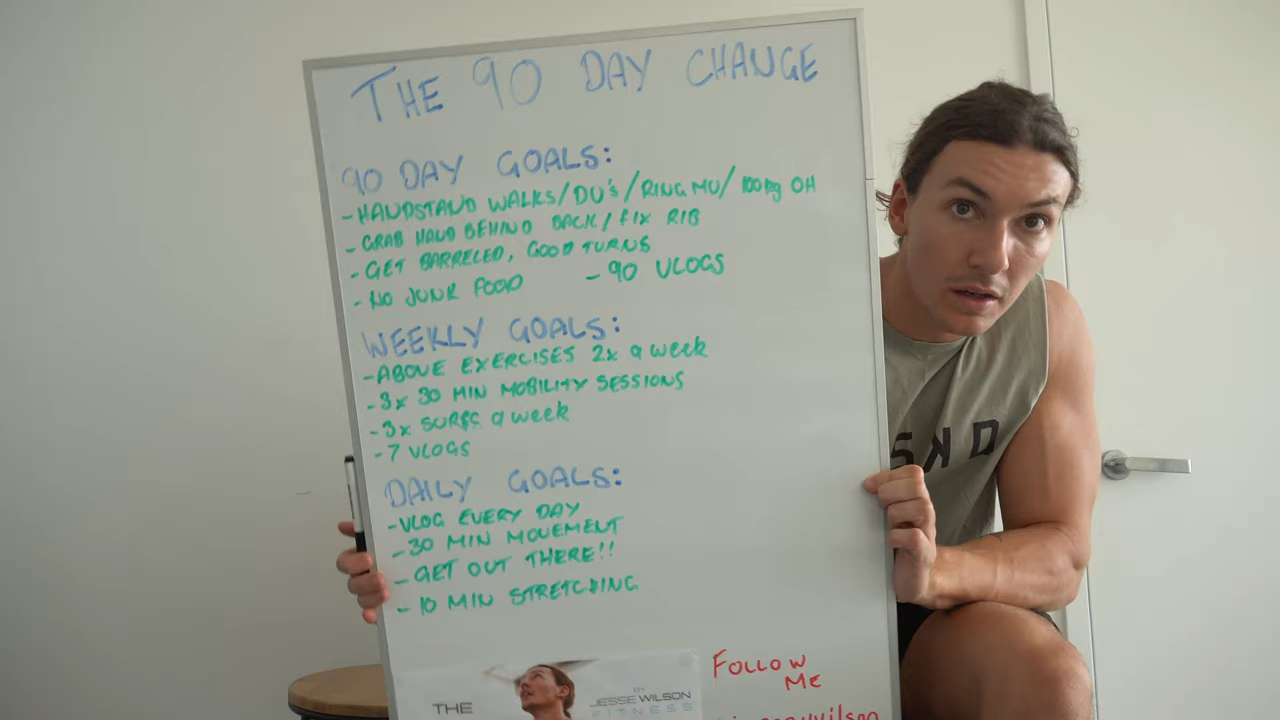 THE 90 DAY CHANGE
90 DAY GOALS:
- HANDSTAND WALKS/DU'S/RING MU/100kg OH
- GRAB HAND BEHIND BACK/FIX RIB
- GET BARRELED, GOOD TURNS
- NO JUNK FOOD - 90 VLOGS
WEEKLY GOALS:
- ABOVE EXERCISES 2x a week
- 3x 30 MIN MOBILITY SESSIONS
- 3x SURFS a week
- 7 VLOGS
DAILY GOALS:
- VLOG EVERY DAY
- 30 MIN MOVEMENT
- GET OUT THERE!!
- 10 MIN STRETCHING
FOLLOW
ME
THE
BY
JESSE WILSON
FITNESS